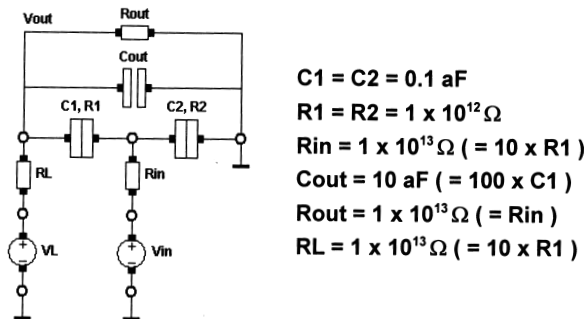 Vout
Rout
Cout
C1, R1
C2, R2
RL
Rin
VL
Vin
C1 = C2 = 0.1 aF
R1 = R2 = 1 x 10¹² Ω
Rin = 1 x 10¹³ Ω ( = 10 x R1 )
Cout = 10 aF ( = 100 x C1 )
Rout = 1 x 10¹³ Ω ( = Rin )
RL = 1 x 10¹³ Ω ( = 10 x R1 )